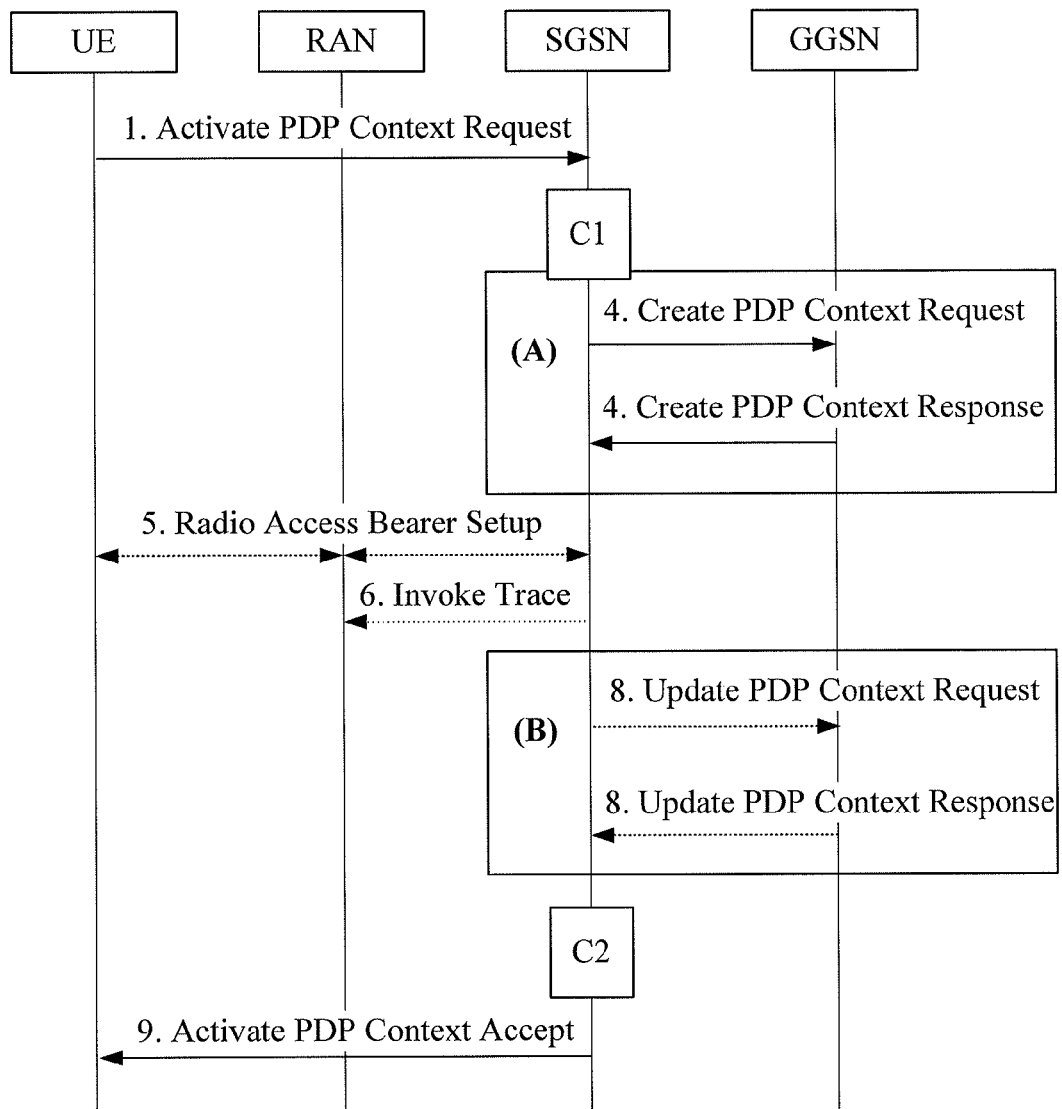 UE
RAN
SGSN
GGSN
1. Activate PDP Context Request
C1
4. Create PDP Context Request
(A)
4. Create PDP Context Response
5. Radio Access Bearer Setup
6. Invoke Trace
8. Update PDP Context Request
(B)
8. Update PDP Context Response
C2
9. Activate PDP Context Accept